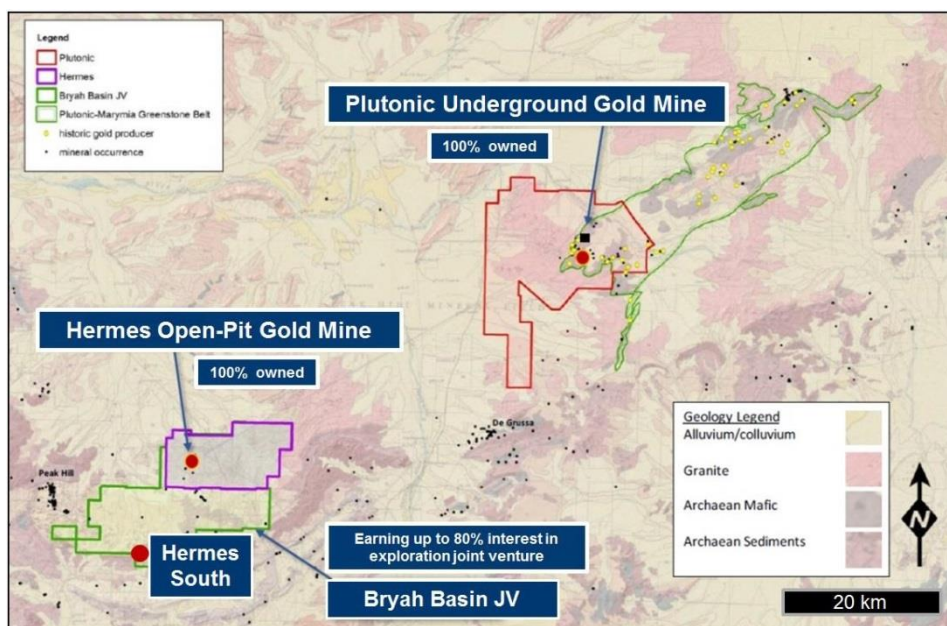 Legend
Plutonic
Hermes
Bryah Basin JV
Plutonic-Marymia Greenstone Belt
historic gold producer
mineral occurrence
Plutonic Underground Gold Mine
100% owned
Hermes Open-Pit Gold Mine
100% owned
De Grussa
Peak Hill
Hermes
South
Earning up to 80% interest in
exploration joint venture
Bryah Basin JV
Geology Legend
Alluvium/colluvium
Granite
Archaean Mafic
Archaean Sediments
N
20 km